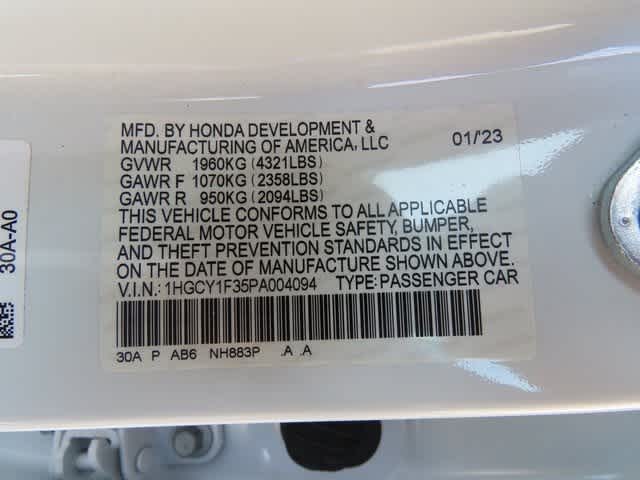 MFD. BY HONDA DEVELOPMENT &
MANUFACTURING OF AMERICA, LLC 01/'23
GVWR 1960KG (4321LBS)
GAWR F 1070KG (2358LBS)
GAWR R 950KG (2094LBS)
THIS VEHICLE CONFORMS TO ALL APPLICABLE
FEDERAL MOTOR VEHICLE SAFETY, BUMPER,
AND THEFT PREVENTION STANDARDS IN EFFECT
ON THE DATE OF MANUFACTURE SHOWN ABOVE.
V.I.N.: 1HGCY1F35PA004094 TYPE: PASSENGER CAR
30A P AB6 NH883P .A .A
30A-A0